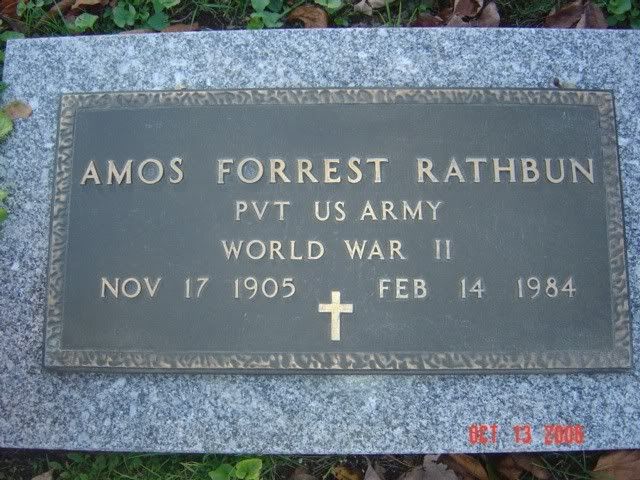 AMOS FORREST RATHBUN
PVT US ARMY
WORLD WAR II
NOV 17 1905 FEB 14 1984
OCT 13 2006